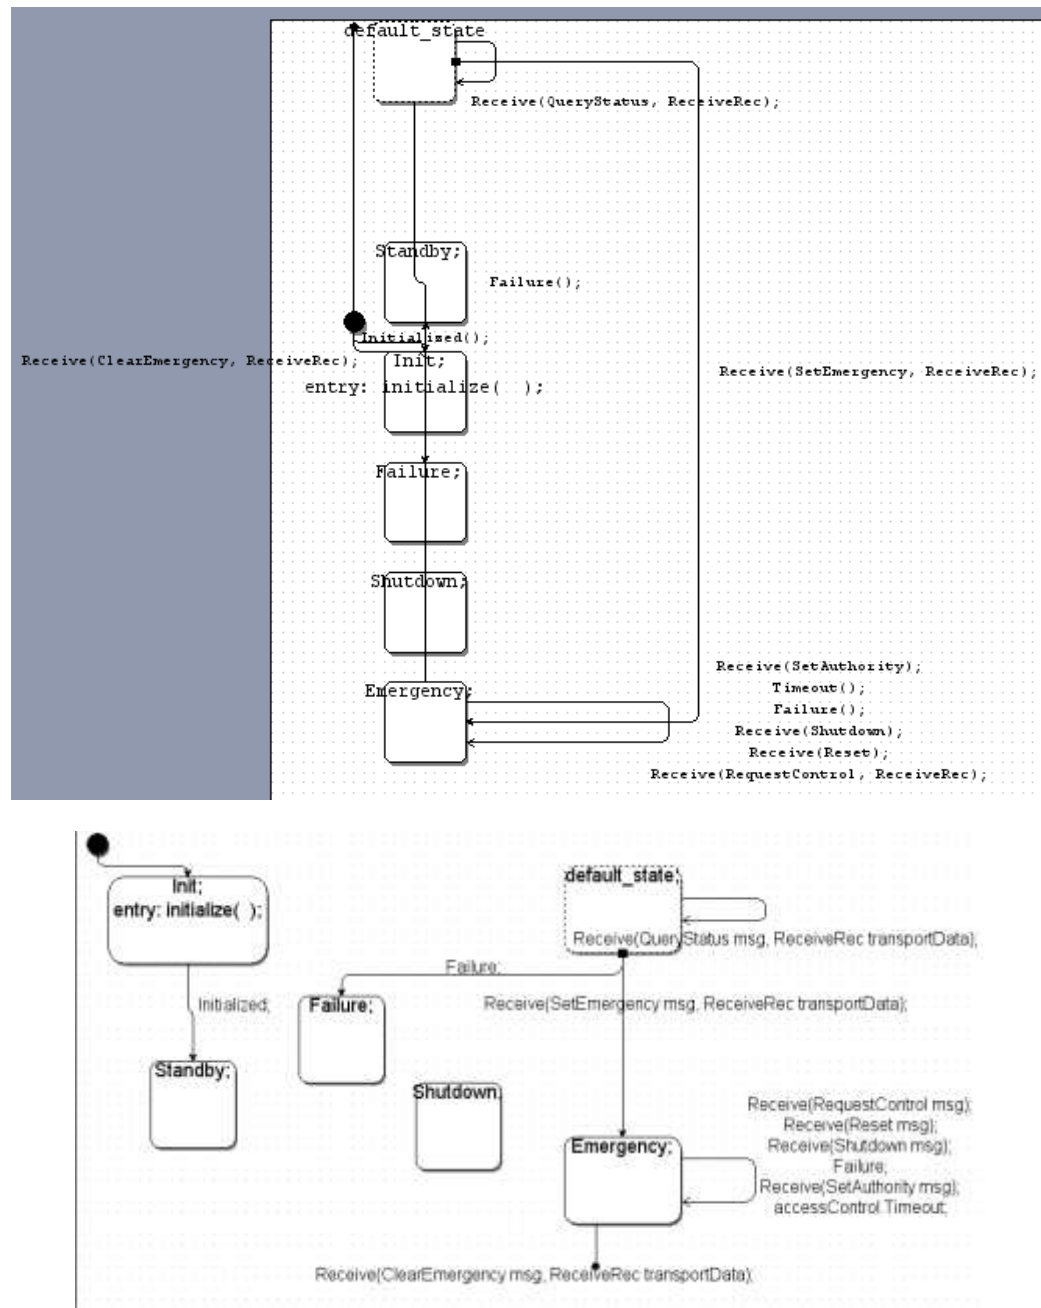 default_state
Receive(QueryStatus, ReceiveRec);
Standby;
Failure();
Initialized();
Receive(ClearEmergency, ReceiveRec);
Init;
Receive(SetEmergency, ReceiveRec);
entry: initialize(  );
Failure;
Shutdown;
Receive(SetAuthority);
Timeout();
Emergency;
Failure();
Receive(Shutdown);
Receive(Reset);
Receive(RequestControl, ReceiveRec);
Init;
entry: initialize(  );
default_state;
Receive(QueryStatus msg, ReceiveRec transportData);
Failure;
Initialized;
Failure;
Receive(SetEmergency msg, ReceiveRec transportData);
Standby;
Shutdown;
Receive(RequestControl msg);
Receive(Reset msg);
Emergency;
Receive(Shutdown msg);
Failure;
Receive(SetAuthority msg);
accessControl.Timeout;
Receive(ClearEmergency msg, ReceiveRec transportData);